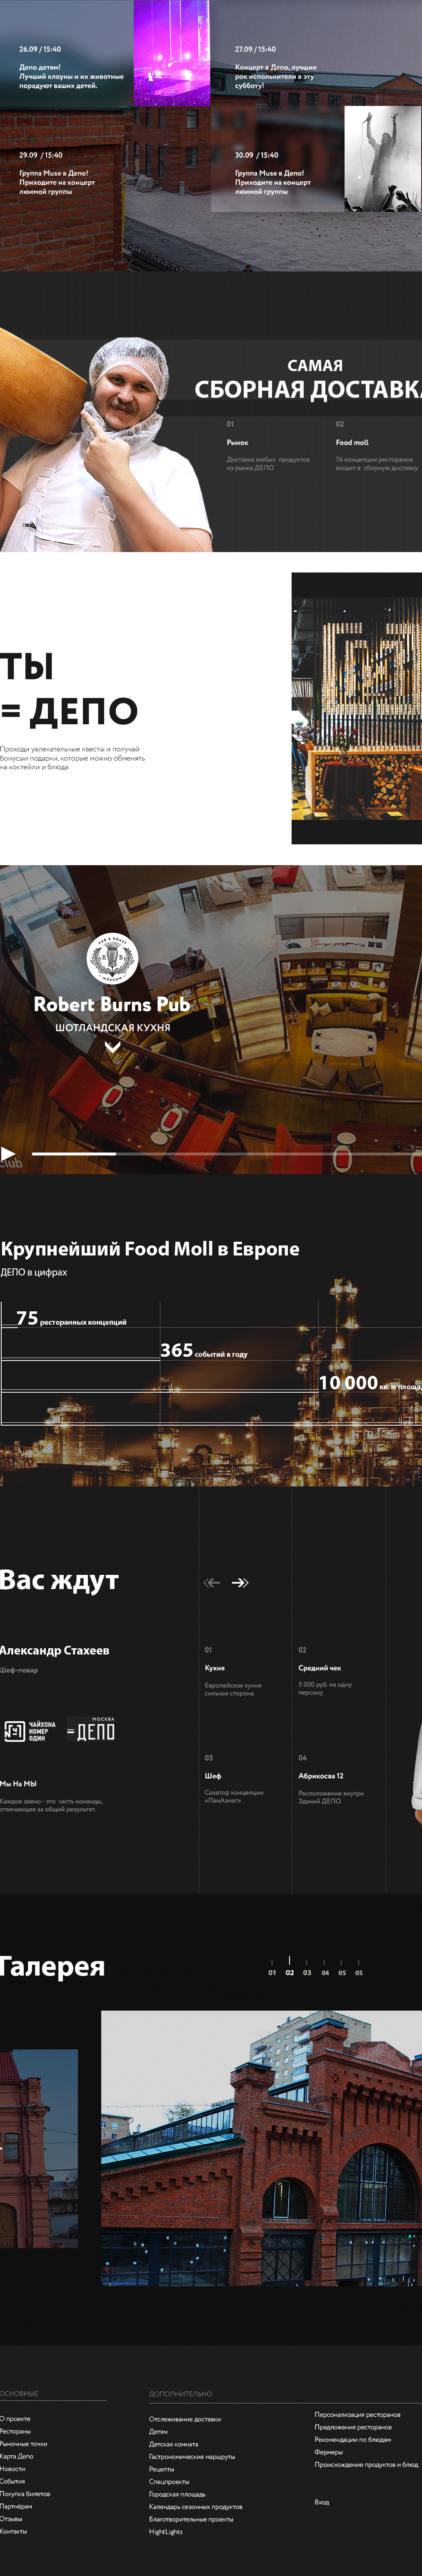 26.09 / 15:40
Депо детям!
Лучший клоуны и их животные
порадуют ваших детей.
27.09 / 15:40
Концерт в Депо, лучшие
рок испольнители в эту
субботу!
29.09 / 15:40
Группа Muse в Депо!
Приходите на концерт
люимой группы
30.09 / 15:40
Группа Muse в Депо!
Приходите на концерт
люимой группы
САМАЯ
СБОРНАЯ ДОСТАВКА
01
Рынок
Доставка любых продуктов
из рынка ДЕПО
02
Food moll
74 концепции ресторанов
входят в сборную доставку
ТЫ
= ДЕПО
Проходи увлекательные квесты и получай
бонусыи подарки, которые можно обменять
на коктейли и блюда
PUB & ROAST
R B
MOSCOW
Robert Burns Pub
ШОТЛАНДСКАЯ КУХНЯ
club
Крупнейший Food Moll в Европе
ДЕПО в цифрах
75 ресторанных концепций
365 событий в году
10 000 кв. м площа
Вас ждут
Александр Стахеев
Шеф-повар
ЧАЙХОНА
НОМЕР
ОДИН
МОСКВА
=ДЕПО
Мы На МЫ
Каждое звено - это часть команды,
отвечающее за общий результат.
01
Кухня
Европейская кухня
сильная сторона
02
Средний чек
5 000 руб. на одну
персону
03
Шеф
Соавтор концепции
«ПанАзиат»
04
Абрикосва 12
Расположение внутри
Зданий ДЕПО
Галерея
01 02 03 04 05 05
ОСНОВНЫЕ
О проекте
Рестораны
Рыночные точки
Карта Депо
Новости
События
Покупка билетов
Партнёрам
Отзывы
Контакты
ДОПОЛНИТЕЛЬНО
Отслеживание доставки
Детям
Детская комната
Гастрономические маршруты
Рецепты
Спецпроекты
Городская площадь
Календарь сезонных продуктов
Благотворительные проекты
HightLights
Персонализация ресторанов
Предложения ресторанов
Рекомендации по блюдам
Фермеры
Происхождение продуктов и блюд.
Вход